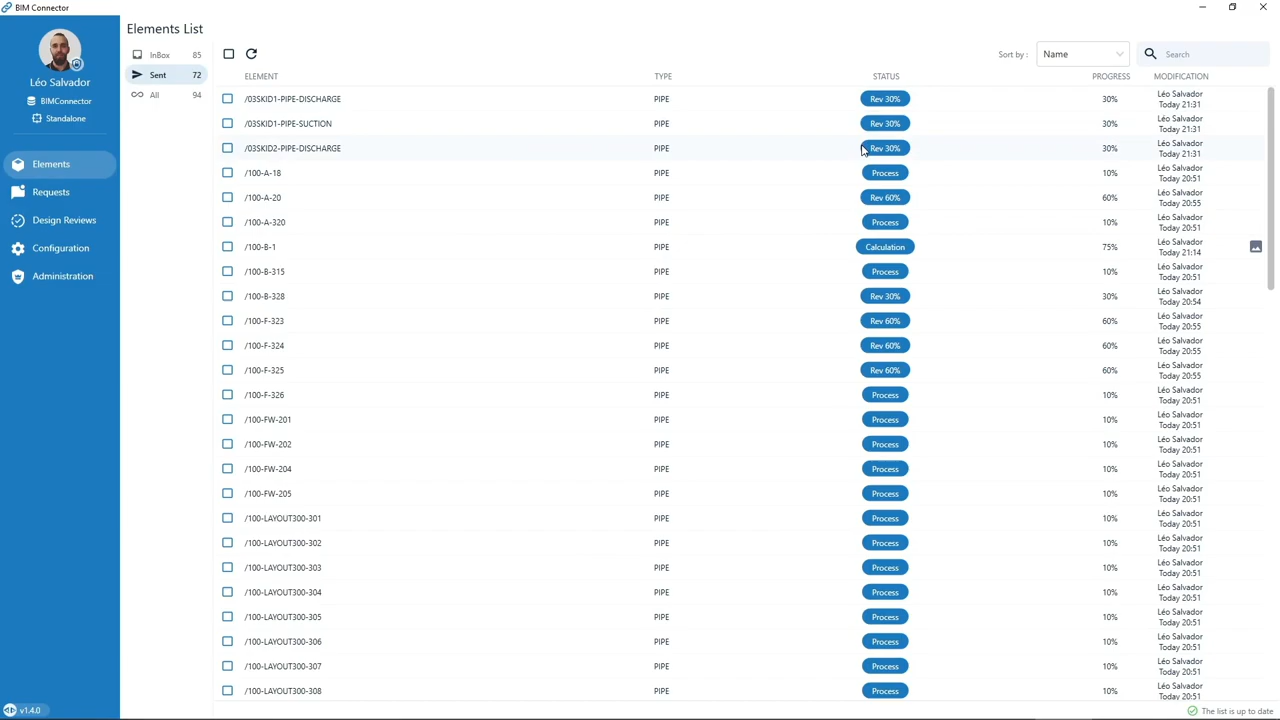 BIM Connector
Léo Salvador
BIMConnector
Standalone
Elements
Requests
Design Reviews
Configuration
Administration
v1.4.0
Elements List
InBox 85
Sent 72
All 94
Sort by : Name Search
ELEMENT TYPE STATUS PROGRESS MODIFICATION
/03SKID1-PIPE-DISCHARGE PIPE Rev 30% 30% Léo Salvador
Today 21:31
/03SKID1-PIPE-SUCTION PIPE Rev 30% 30% Léo Salvador
Today 21:31
/03SKID2-PIPE-DISCHARGE PIPE Rev 30% 30% Léo Salvador
Today 21:31
/100-A-18 PIPE Process 10% Léo Salvador
Today 20:51
/100-A-20 PIPE Rev 60% 60% Léo Salvador
Today 20:55
/100-A-320 PIPE Process 10% Léo Salvador
Today 20:51
/100-B-1 PIPE Calculation 75% Léo Salvador
Today 21:14
/100-B-315 PIPE Process 10% Léo Salvador
Today 20:51
/100-B-328 PIPE Rev 30% 30% Léo Salvador
Today 20:54
/100-F-323 PIPE Rev 60% 60% Léo Salvador
Today 20:55
/100-F-324 PIPE Rev 60% 60% Léo Salvador
Today 20:55
/100-F-325 PIPE Rev 60% 60% Léo Salvador
Today 20:55
/100-F-326 PIPE Process 10% Léo Salvador
Today 20:51
/100-FW-201 PIPE Process 10% Léo Salvador
Today 20:51
/100-FW-202 PIPE Process 10% Léo Salvador
Today 20:51
/100-FW-204 PIPE Process 10% Léo Salvador
Today 20:51
/100-FW-205 PIPE Process 10% Léo Salvador
Today 20:51
/100-LAYOUT300-301 PIPE Process 10% Léo Salvador
Today 20:51
/100-LAYOUT300-302 PIPE Process 10% Léo Salvador
Today 20:51
/100-LAYOUT300-303 PIPE Process 10% Léo Salvador
Today 20:51
/100-LAYOUT300-304 PIPE Process 10% Léo Salvador
Today 20:51
/100-LAYOUT300-305 PIPE Process 10% Léo Salvador
Today 20:51
/100-LAYOUT300-306 PIPE Process 10% Léo Salvador
Today 20:51
/100-LAYOUT300-307 PIPE Process 10% Léo Salvador
Today 20:51
/100-LAYOUT300-308 PIPE Process 10% Léo Salvador
Today 20:51
The list is up to date